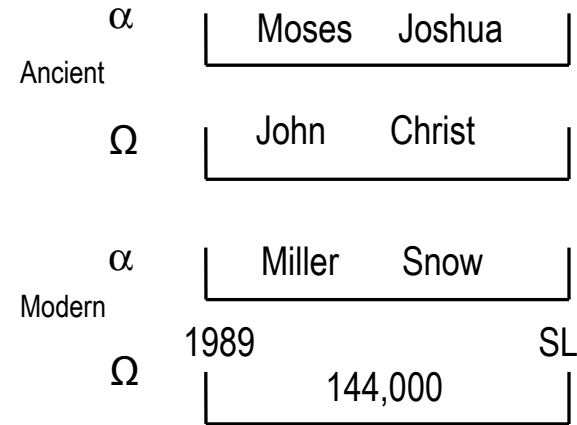 α Moses Joshua
Ancient
Ω John Christ
α Miller Snow
Modern
1989 SL
Ω 144,000